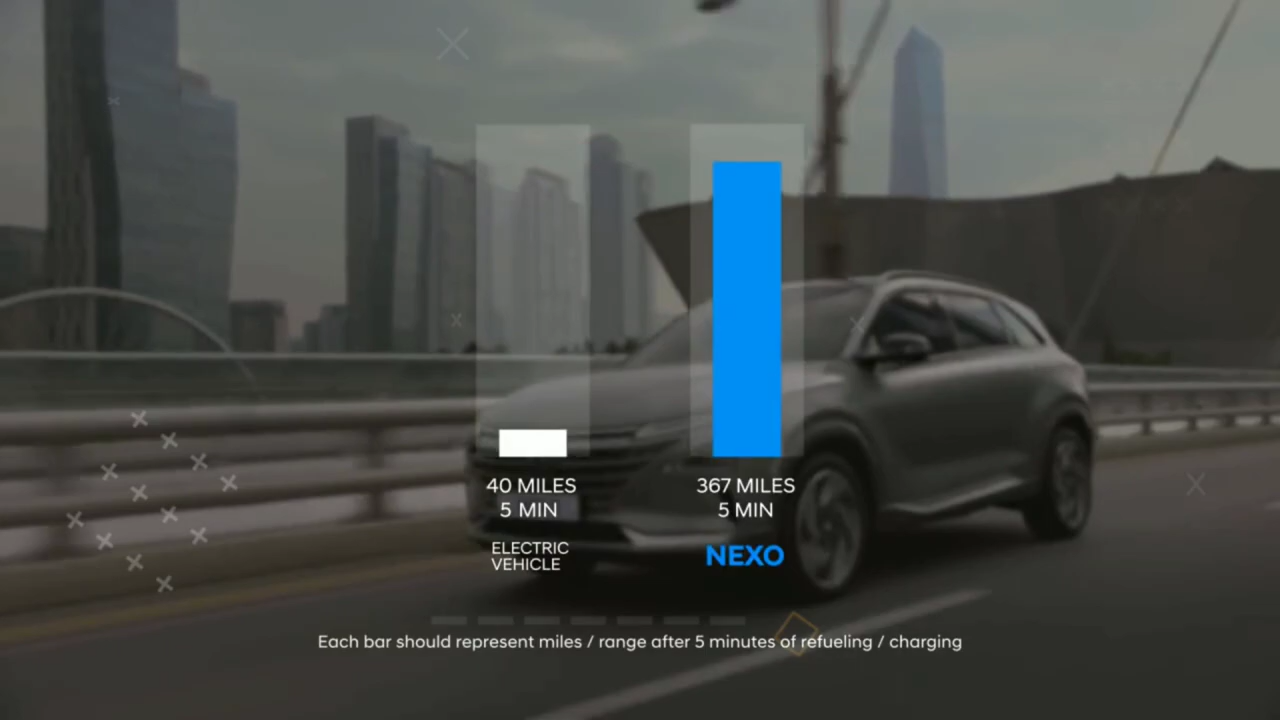 40 MILES
5 MIN
ELECTRIC
VEHICLE
367 MILES
5 MIN
NEXO
Each bar should represent miles / range after 5 minutes of refueling / charging